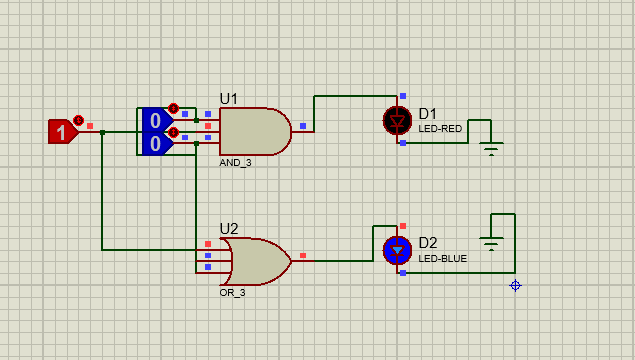 U1
0
D1
1
LED-RED
0
AND_3
U2
D2
LED-BLUE
OR_3